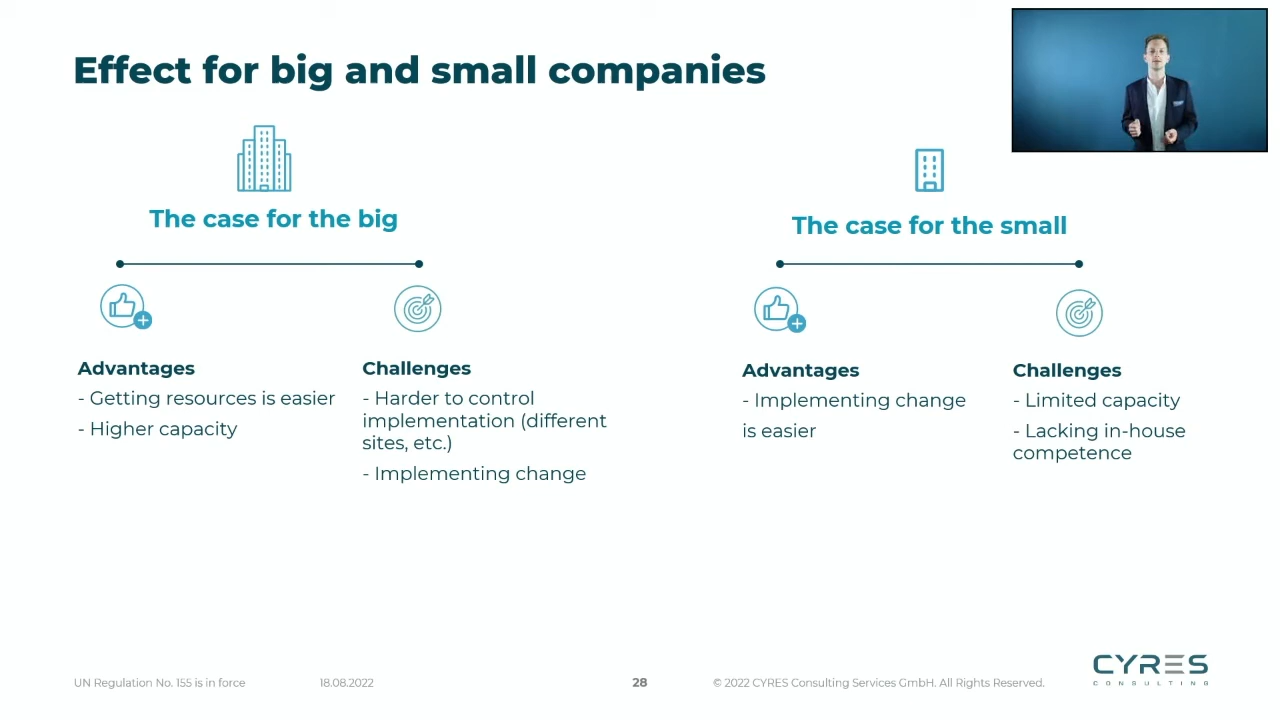 Effect for big and small companies
The case for the big
Advantages
- Getting resources is easier
- Higher capacity
Challenges
- Harder to control
implementation (different
sites, etc.)
- Implementing change
The case for the small
Advantages
- Implementing change
is easier
Challenges
- Limited capacity
- Lacking in-house
competence
UN Regulation No. 155 is in force
18.08.2022
28
© 2022 CYRES Consulting Services GmbH. All Rights Reserved.
CYRES
CONSULTING